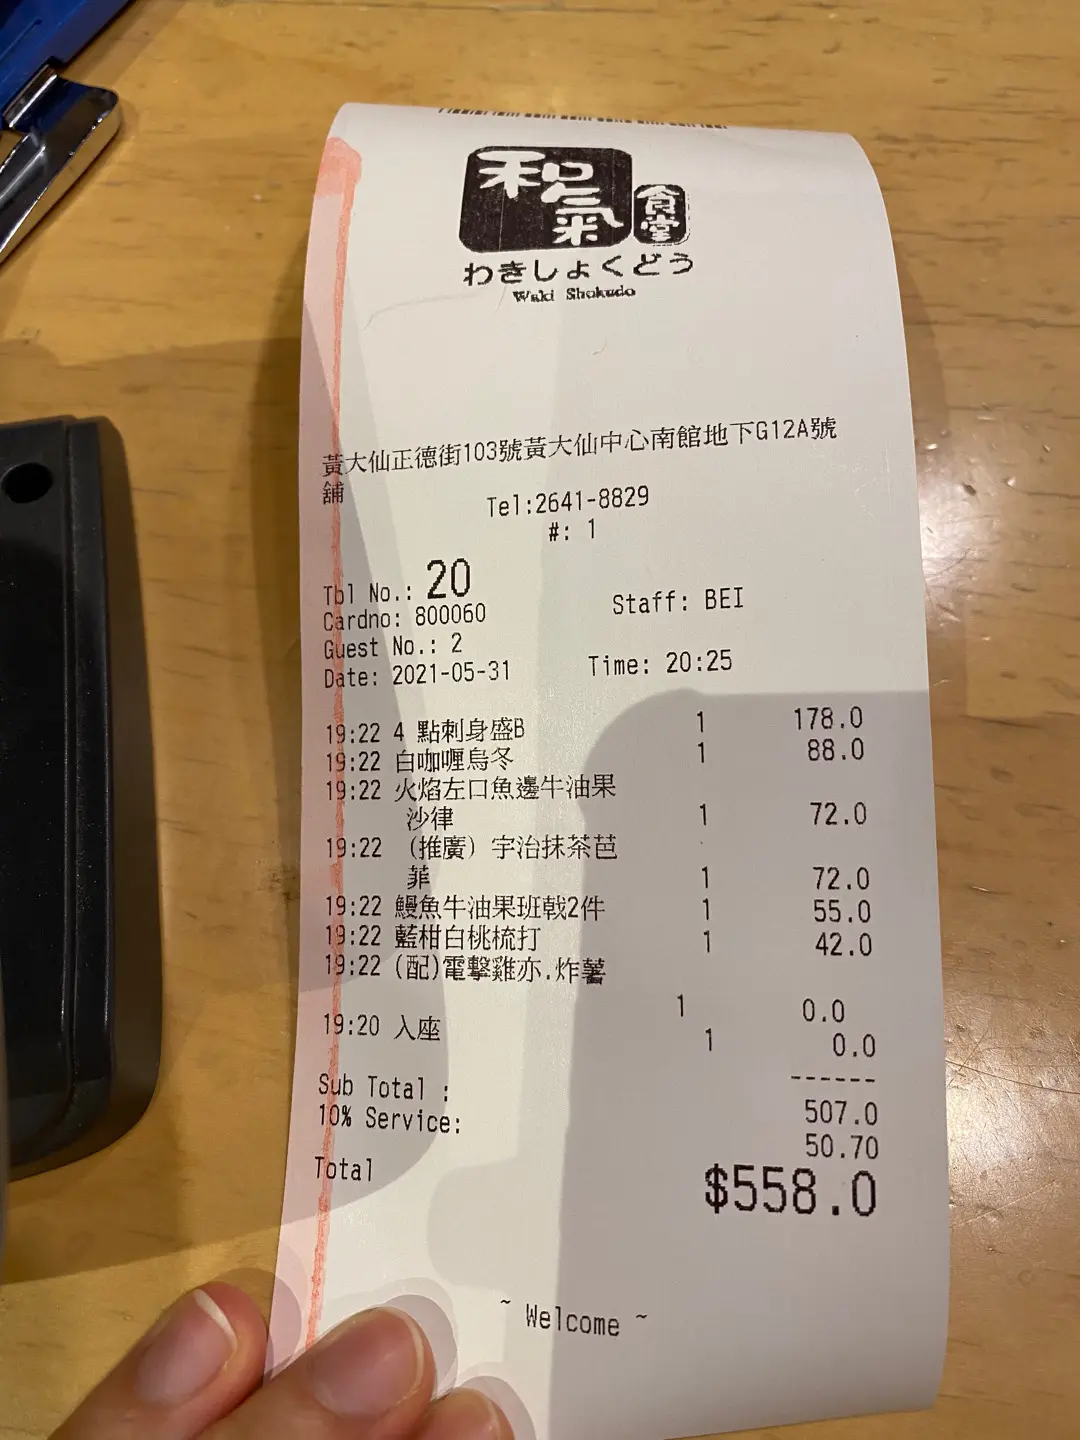 和氣
食堂
わきしょくどう
Waki Shokudo
黃大仙正德街103號黃大仙中心南館地下G12A號
舖
Tel:2641-8829
#: 1
Tbl No.: 20
Cardno: 800060 Staff: BEI
Guest No.: 2
Date: 2021-05-31 Time: 20:25
19:22 4 點刺身盛B 1 178.0
19:22 白咖喱烏冬 1 88.0
19:22 火焰左口魚邊牛油果
沙律 1 72.0
19:22 (推廣) 宇治抹茶芭
菲 1 72.0
19:22 鰻魚牛油果班戟2件 1 55.0
19:22 藍柑白桃梳打 1 42.0
19:22 (配)電擊雞亦.炸薯
1 0.0
19:20 入座 1 0.0
------
Sub Total : 507.0
10% Service: 50.70
Total $558.0
~ Welcome ~